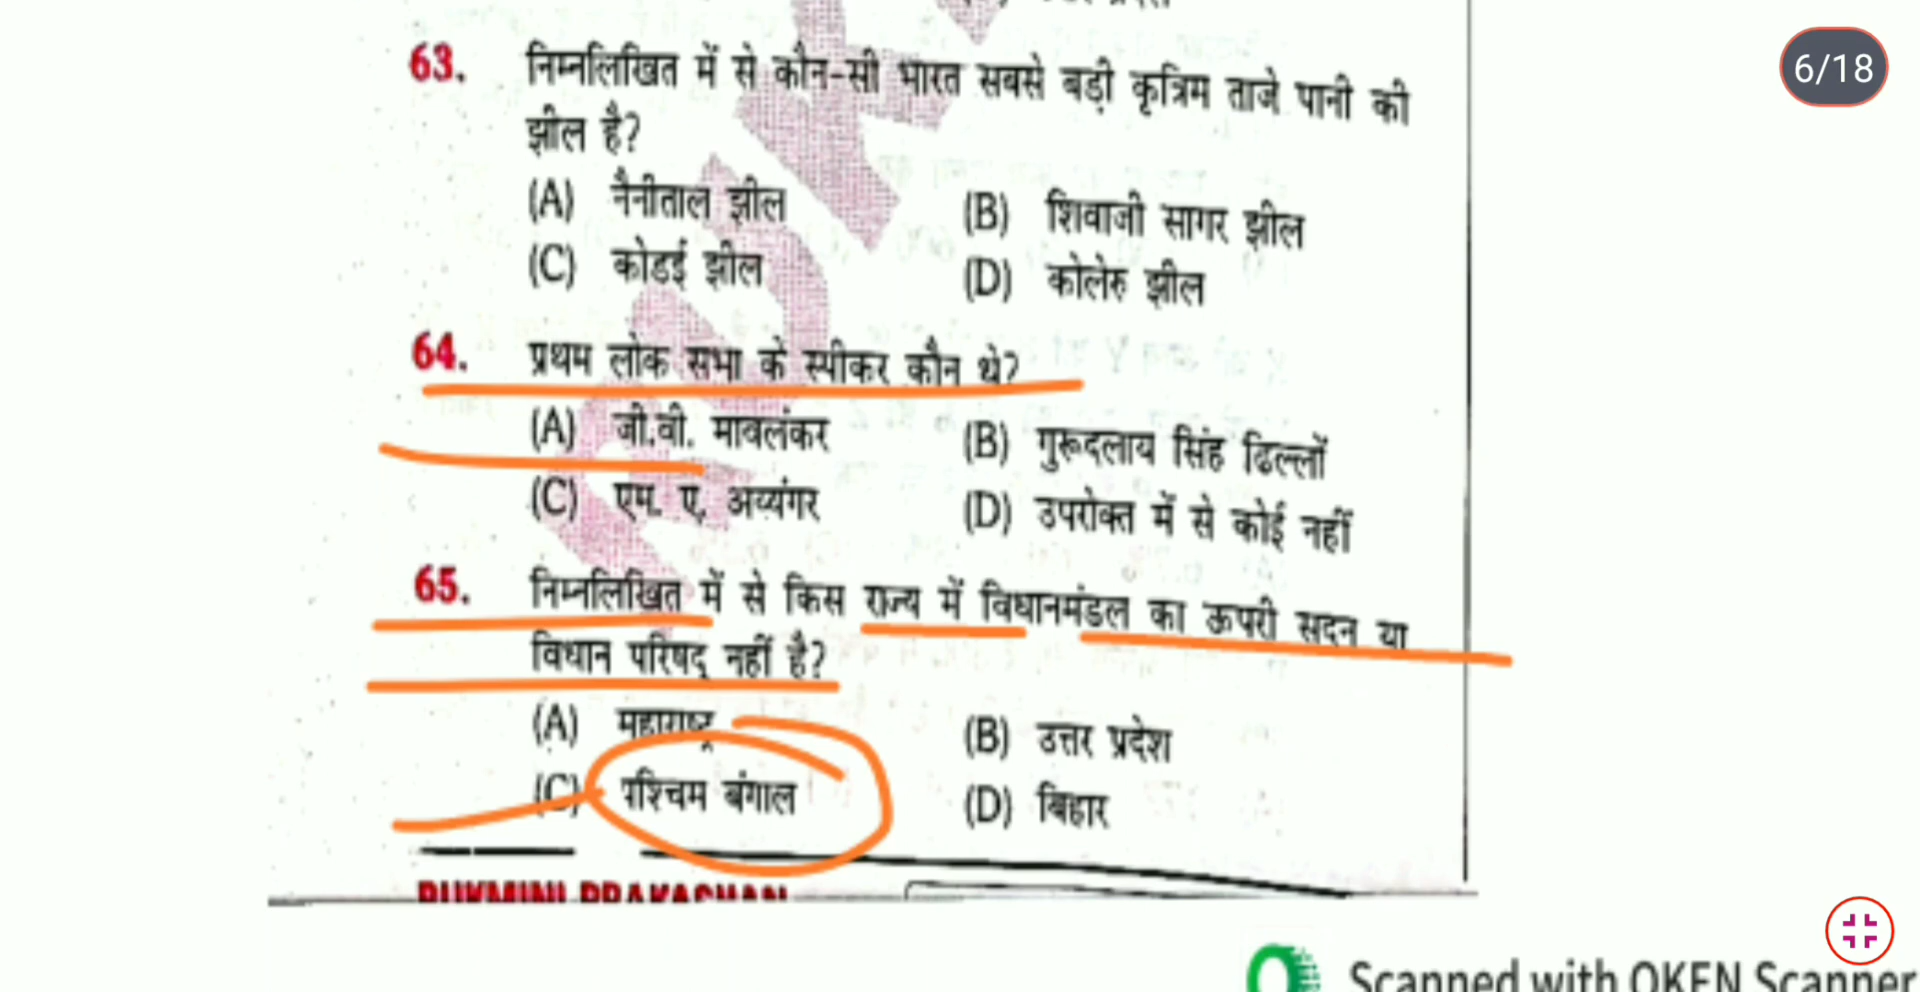 6/18
63. निम्नलिखित में से कौन-सी भारत सबसे बड़ी कृत्रिम ताजे पानी की
झील है?
(A) नैनीताल झील (B) शिवाजी सागर झील
(C) कोडई झील (D) कोलेरु झील
64. प्रथम लोक सभा के स्पीकर कौन थे?
(A) जी.वी. मावलंकर (B) गुरूदलाय सिंह ढिल्लों
(C) एम. ए. अय्यंगर (D) उपरोक्त में से कोई नहीं
65. निम्नलिखित में से किस राज्य में विधानमंडल का ऊपरी सदन या
विधान परिषद् नहीं है?
(A) महाराष्ट्र (B) उत्तर प्रदेश
(C) पश्चिम बंगाल (D) बिहार
RUKMINI PRAKASHAN
Scanned with OKEN Scanner